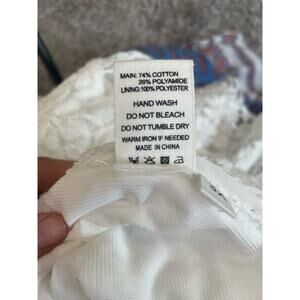 MAIN: 74% COTTON
26% POLYAMIDE
LINING:100% POLYESTER
HAND WASH
DO NOT BLEACH
DO NOT TUMBLE DRY
WARM IRON IF NEEDED
MADE IN CHINA